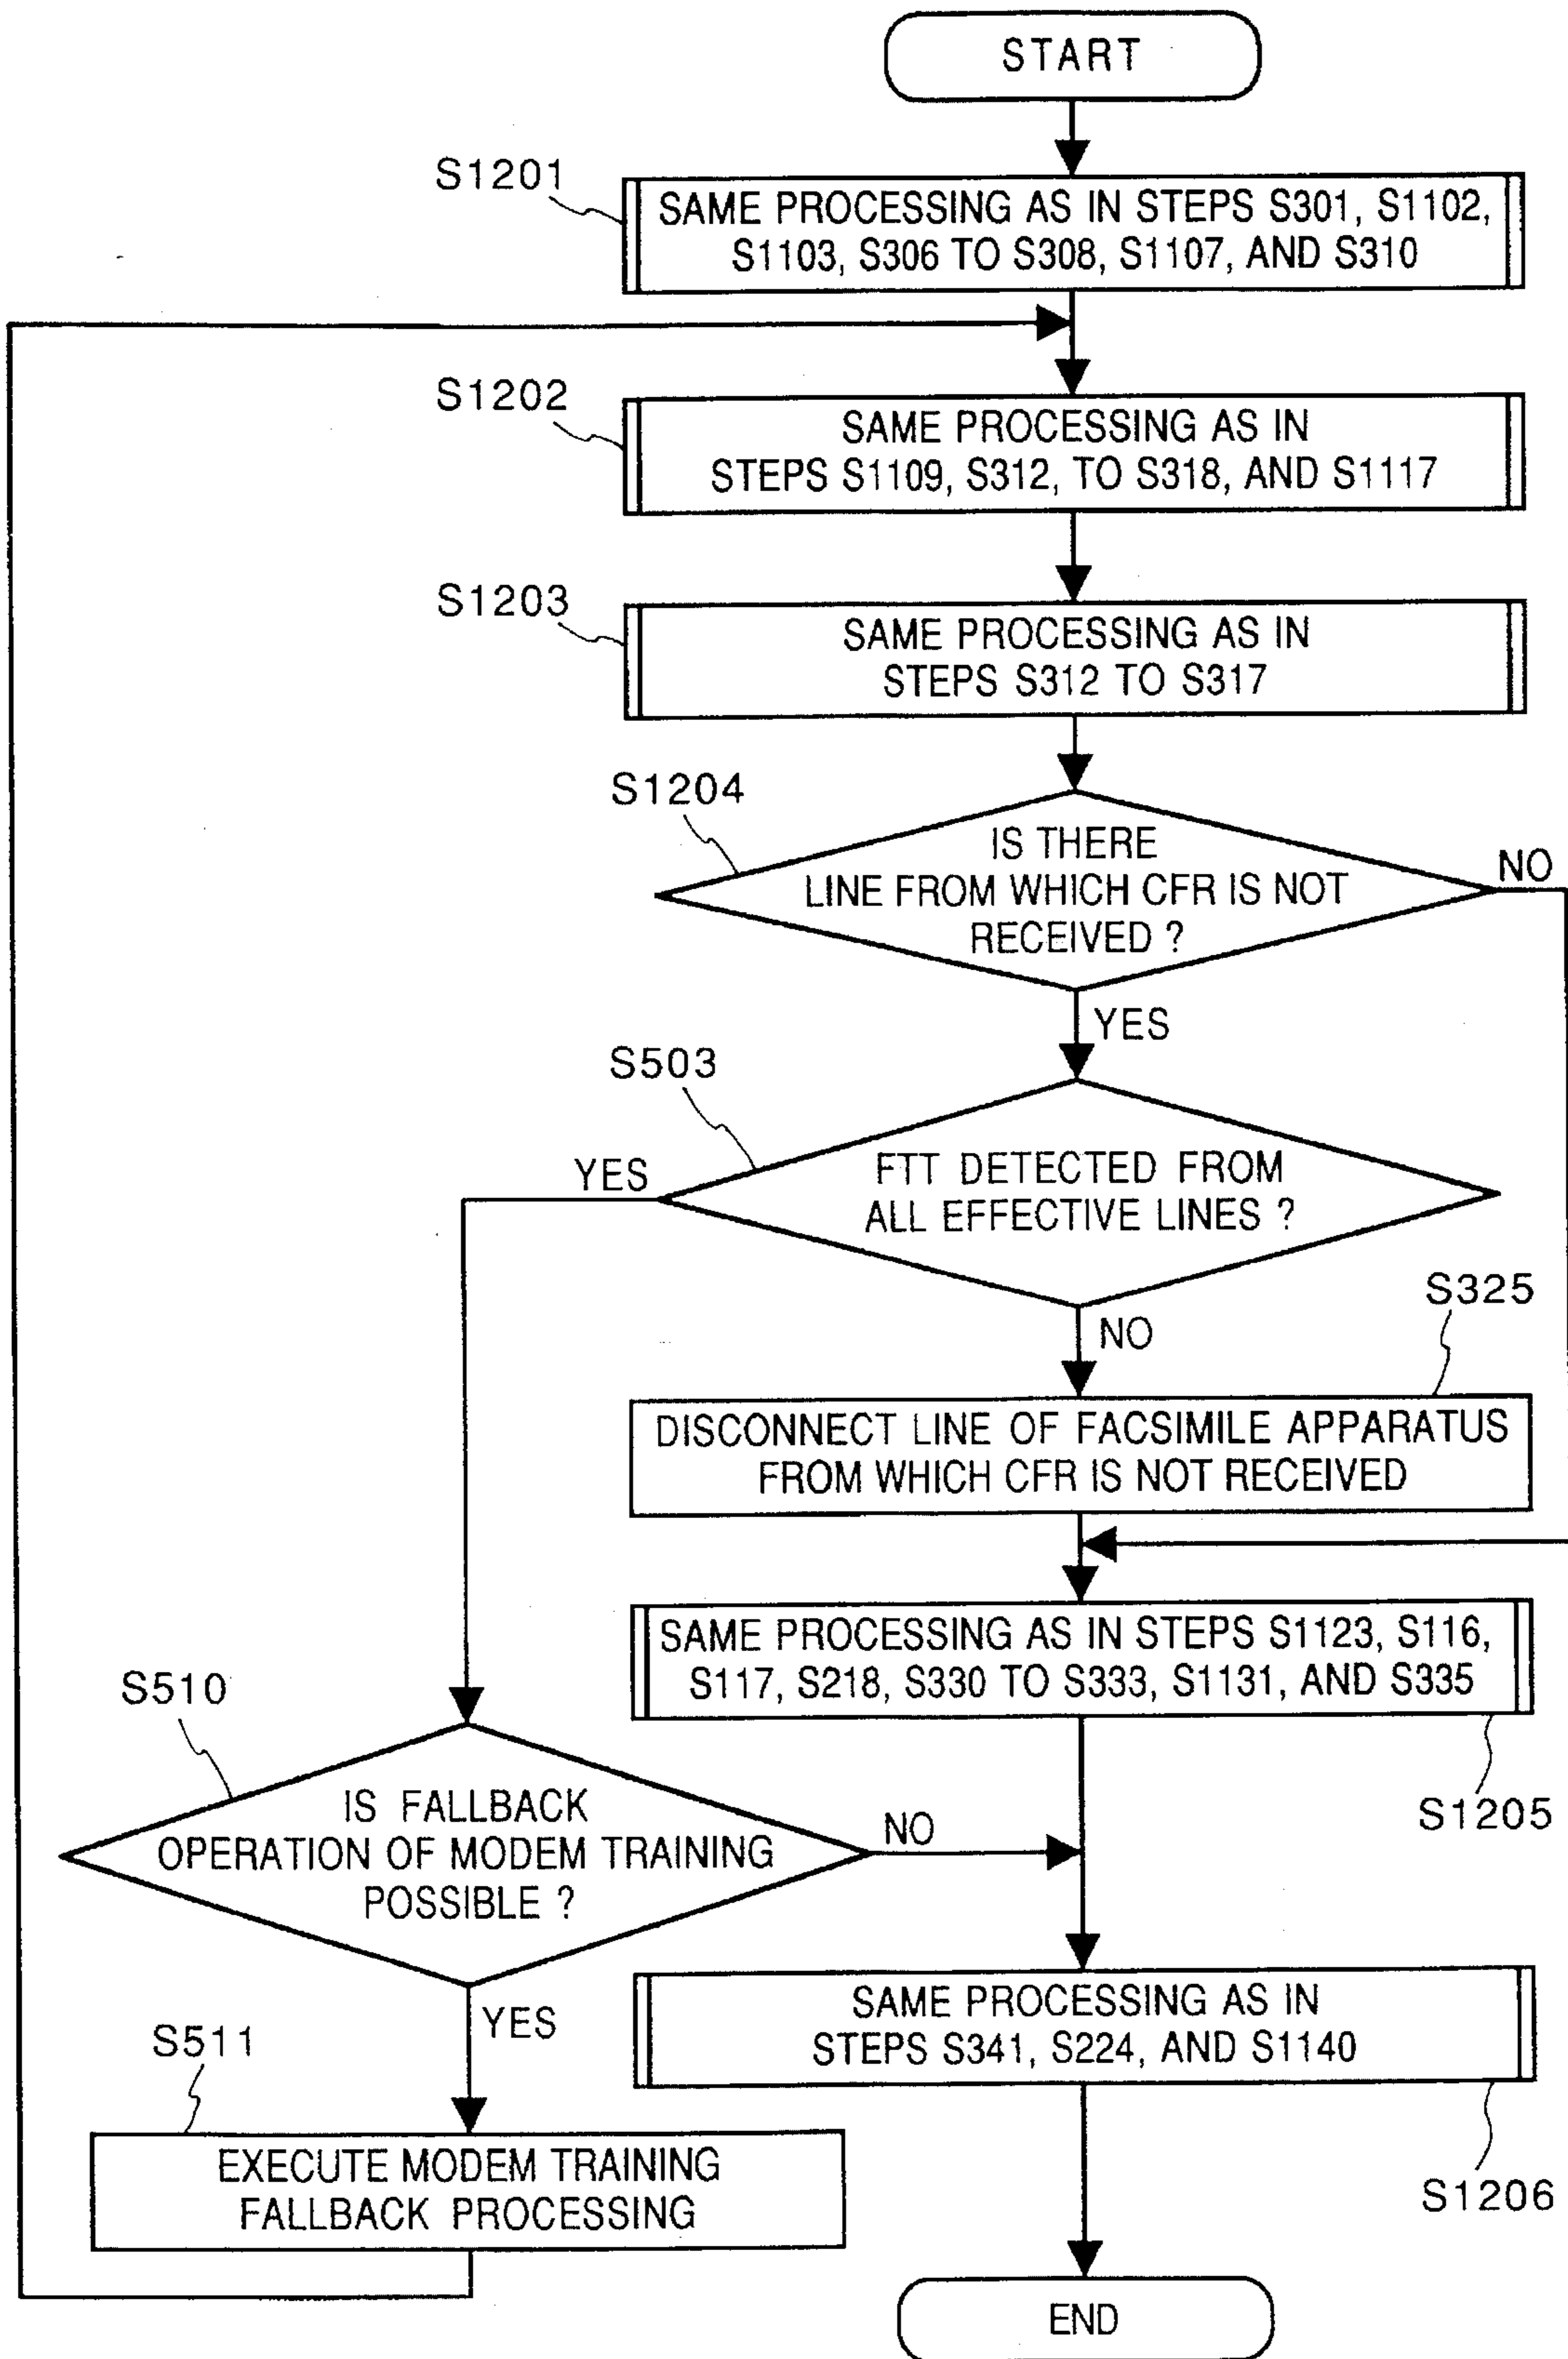 START
S1201
SAME PROCESSING AS IN STEPS S301, S1102,
S1103, S306 TO S308, S1107, AND S310
S1202
SAME PROCESSING AS IN
STEPS S1109, S312, TO S318, AND S1117
S1203
SAME PROCESSING AS IN
STEPS S312 TO S317
S1204
IS THERE
LINE FROM WHICH CFR IS NOT
RECEIVED ?
NO
YES
S503
FTT DETECTED FROM
ALL EFFECTIVE LINES ?
YES
NO
S325
DISCONNECT LINE OF FACSIMILE APPARATUS
FROM WHICH CFR IS NOT RECEIVED
SAME PROCESSING AS IN STEPS S1123, S116,
S117, S218, S330 TO S333, S1131, AND S335
S1205
S510
IS FALLBACK
OPERATION OF MODEM TRAINING
POSSIBLE ?
NO
YES
SAME PROCESSING AS IN
STEPS S341, S224, AND S1140
S1206
S511
EXECUTE MODEM TRAINING
FALLBACK PROCESSING
END